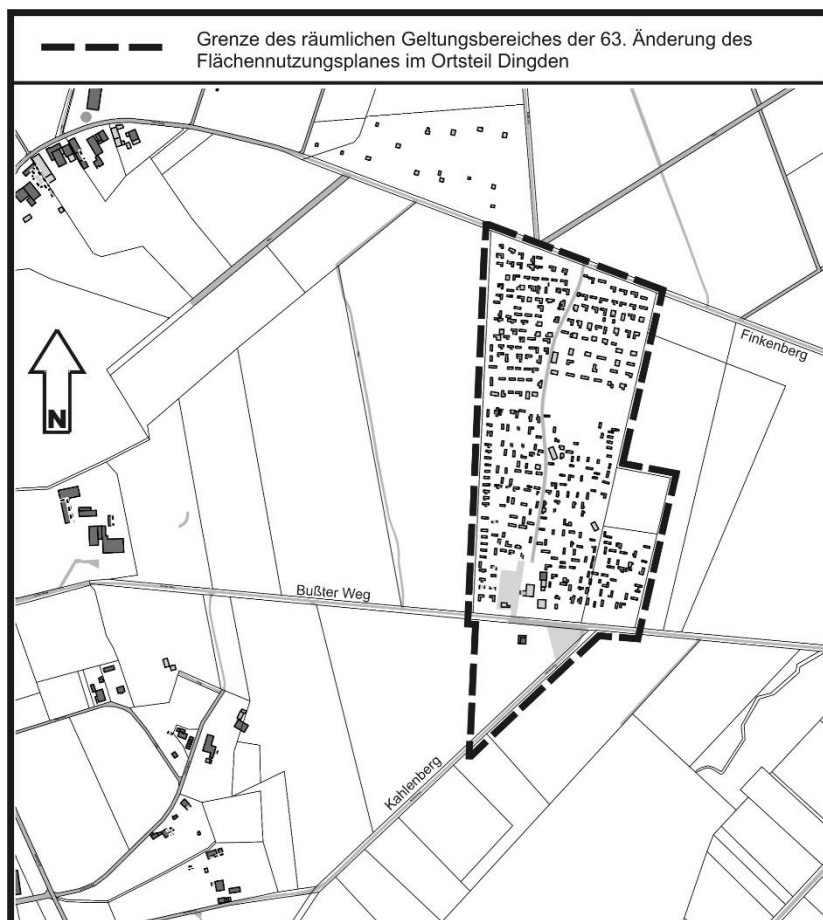 Grenze des räumlichen Geltungsbereiches der 63. Änderung des
Flächennutzungsplanes im Ortsteil Dingden
Finkenberg
N
Bußter Weg
Kahlenberg